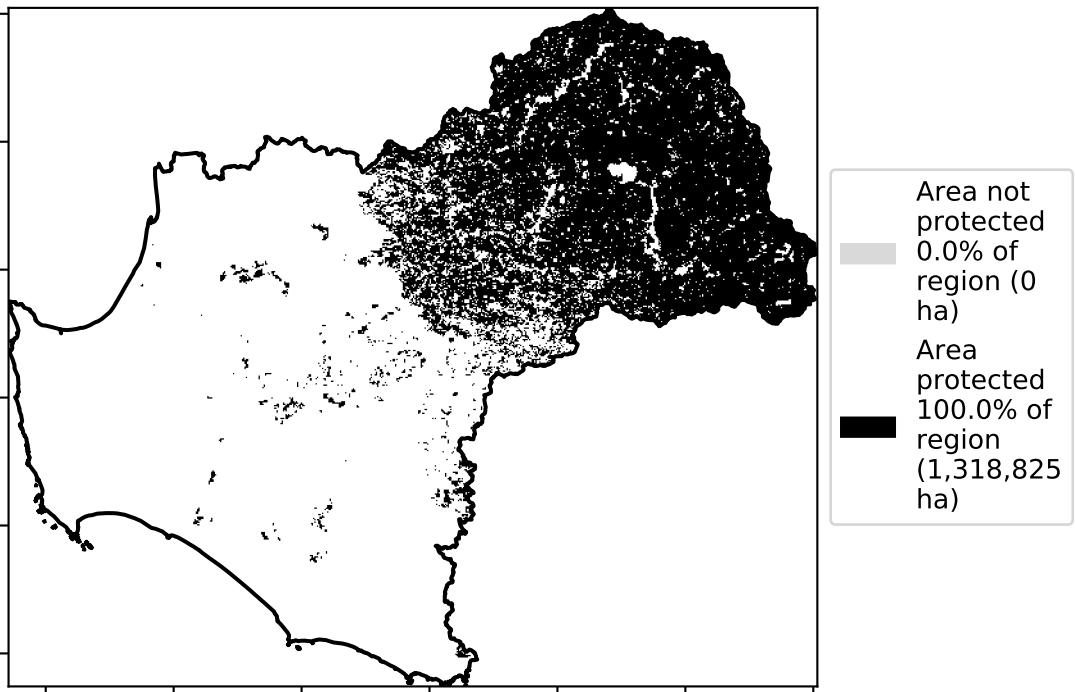 Area not
protected
0.0% of
region (0
ha)
Area
protected
100.0% of
region
(1,318,825
ha)